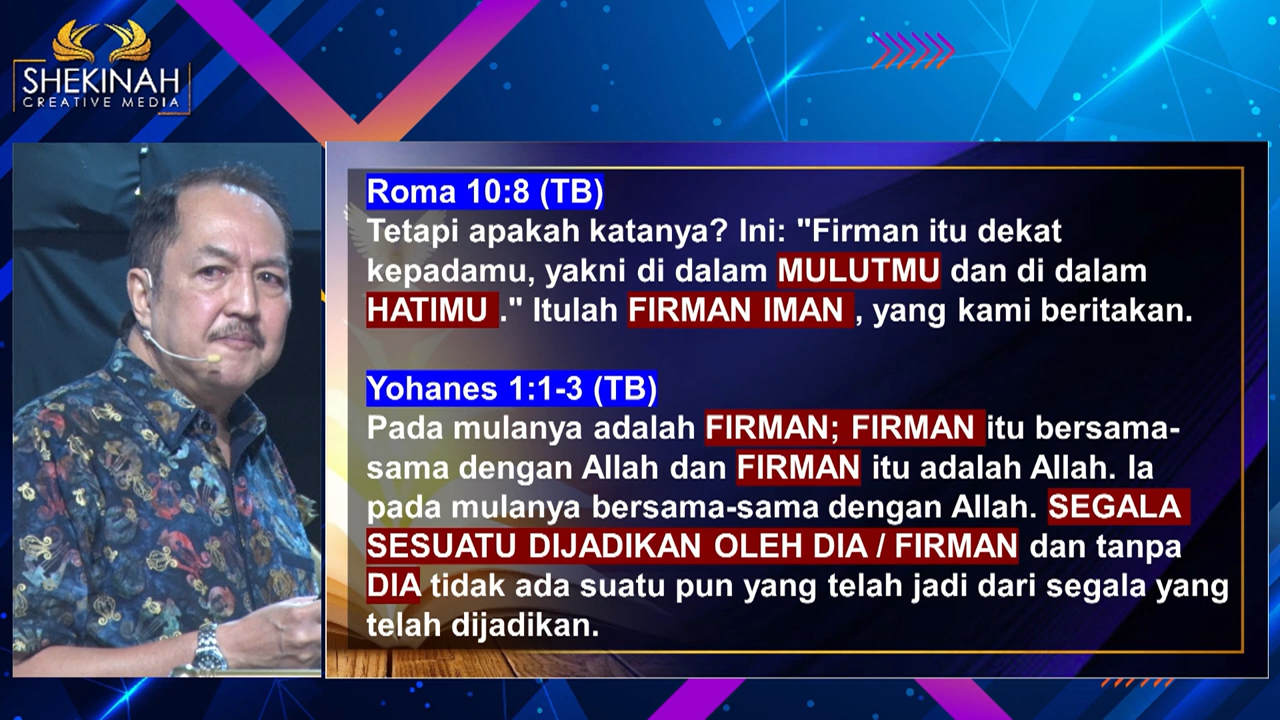 SHEKINAH
CREATIVE MEDIA
Roma 10:8 (TB)
Tetapi apakah katanya? Ini: "Firman itu dekat
kepadamu, yakni di dalam MULUTMU dan di dalam
HATIMU ." Itulah FIRMAN IMAN , yang kami beritakan.
Yohanes 1:1-3 (TB)
Pada mulanya adalah FIRMAN; FIRMAN itu bersama-
sama dengan Allah dan FIRMAN itu adalah Allah. Ia
pada mulanya bersama-sama dengan Allah. SEGALA
SESUATU DIJADIKAN OLEH DIA / FIRMAN dan tanpa
DIA tidak ada suatu pun yang telah jadi dari segala yang
telah dijadikan.